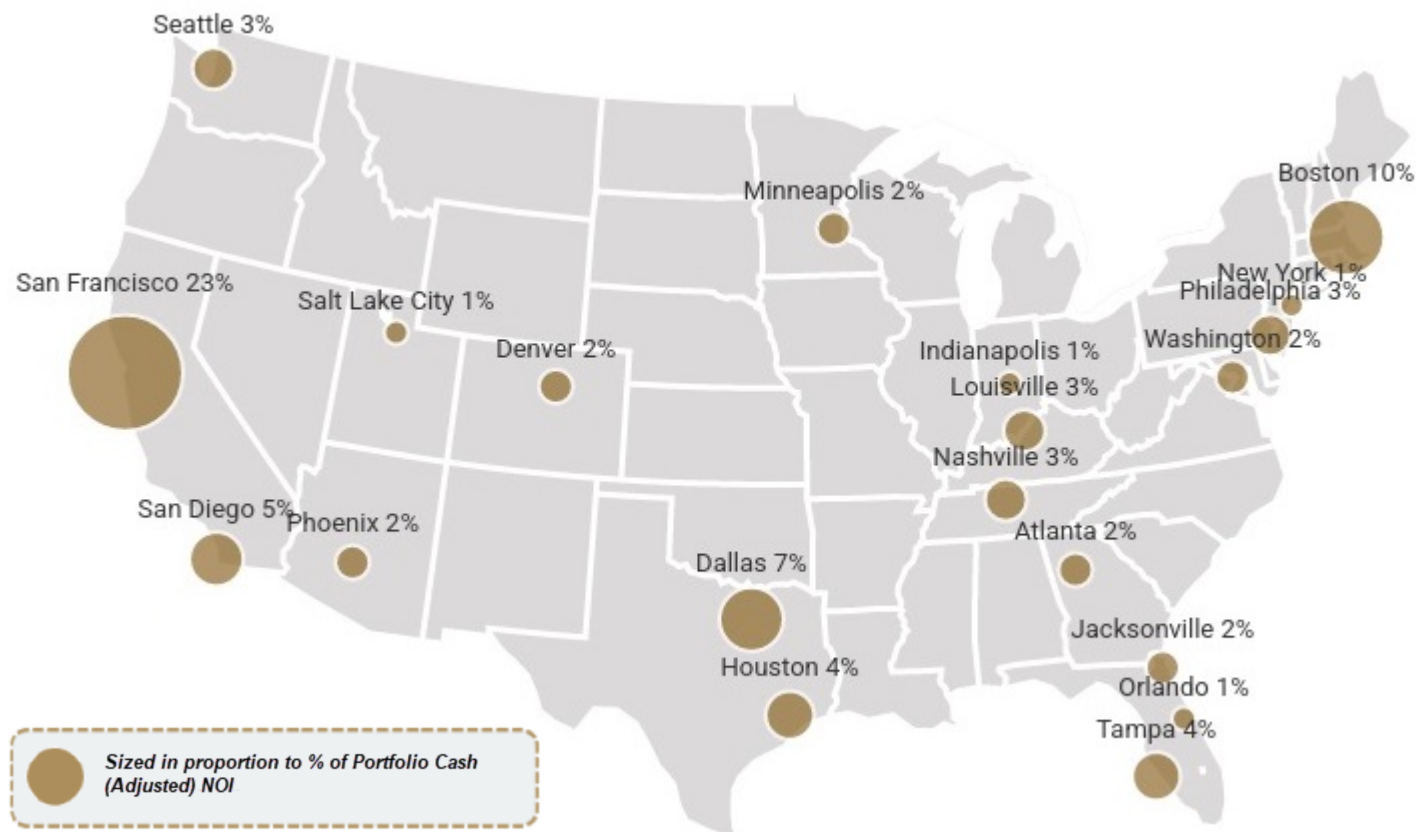 Seattle 3%
Boston 10%
Minneapolis 2%
New York 1%
San Francisco 23%
Philadelphia 3%
Salt Lake City 1%
Washington 2%
Denver 2%
Indianapolis 1%
Louisville 3%
Nashville 3%
San Diego 5%
Phoenix 2%
Atlanta 2%
Dallas 7%
Jacksonville 2%
Houston 4%
Orlando 1%
Tampa 4%
Sized in proportion to % of Portfolio Cash
(Adjusted) NOI